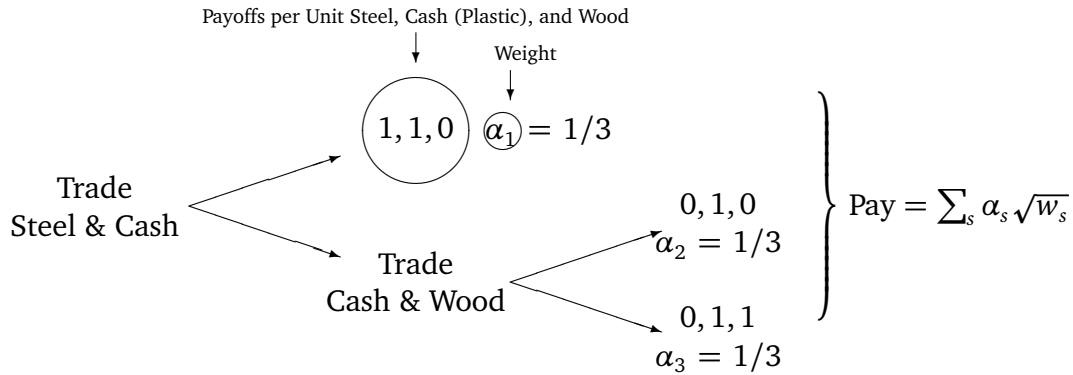 Payoffs per Unit Steel, Cash (Plastic), and Wood
Weight
1, 1, 0 α₁ = 1/3
Trade
Steel & Cash
0, 1, 0
α₂ = 1/3
Pay = ∑ₛ αₛ√wₛ
Trade
Cash & Wood
0, 1, 1
α₃ = 1/3